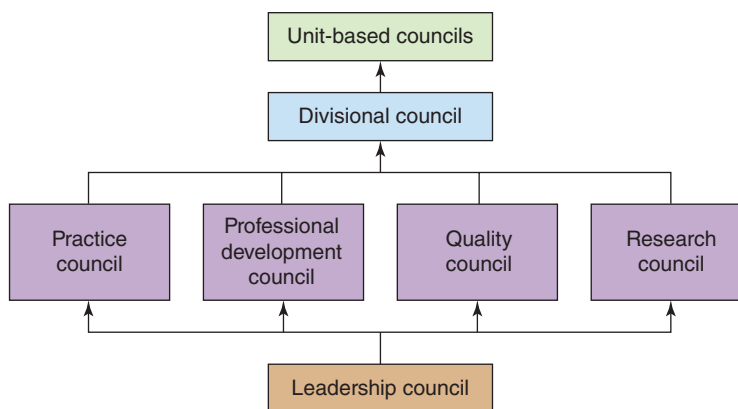 Unit-based councils
Divisional council
Practice
council
Professional
development
council
Quality
council
Research
council
Leadership council